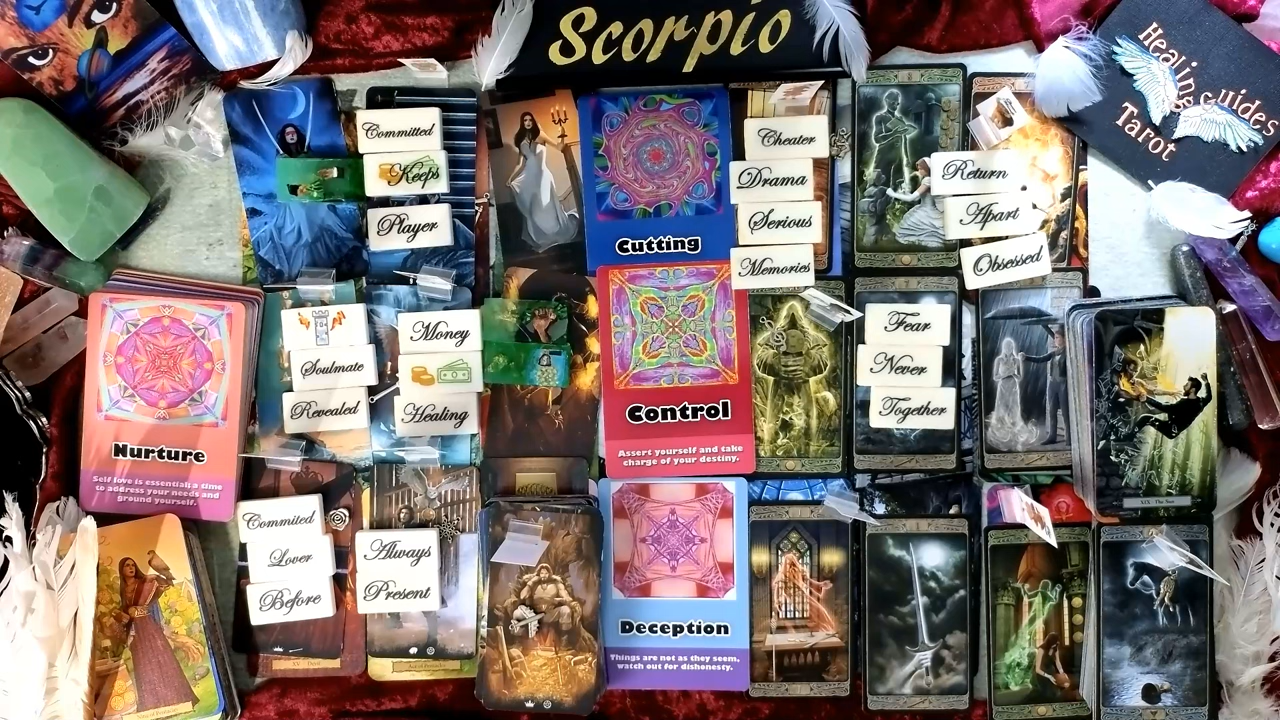 Scorpio
Healing Guides
Tarot
Committed
Keeps
Player
Cutting
Cheater
Drama
Serious
Memories
Return
Apart
Obsessed
Nurture
Self love is essential; a time
to address your needs and
ground yourself.
Soulmate
Revealed
Money
Healing
Control
Assert yourself and take
charge of your destiny.
Fear
Never
Together
XIX - The Sun
Commited
Lover
Before
XV - Devil
Always
Present
Deception
Things are not as they seem,
watch out for dishonesty.